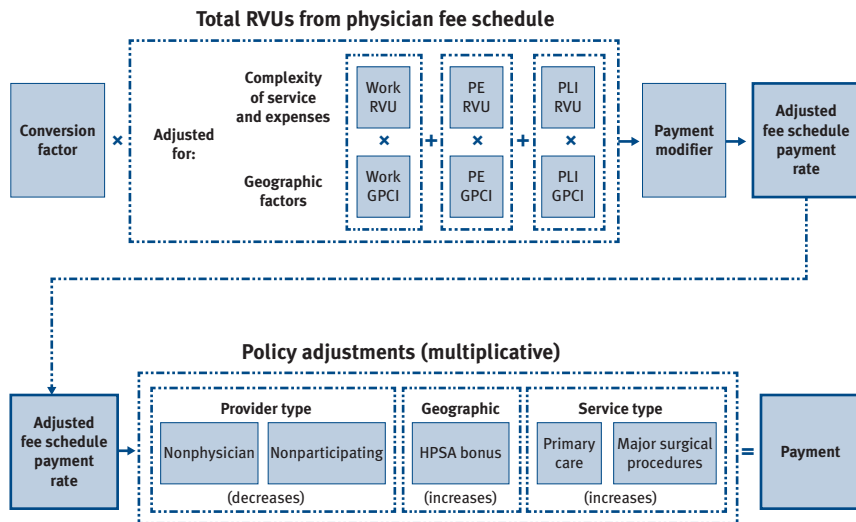 Total RVUs from physician fee schedule
Conversion
factor
×
Adjusted
for:
Complexity
of service
and expenses
Geographic
factors
Work
RVU
×
Work
GPCI
+
PE
RVU
×
PE
GPCI
+
PLI
RVU
×
PLI
GPCI
Payment
modifier
Adjusted
fee schedule
payment
rate
Policy adjustments (multiplicative)
Adjusted
fee schedule
payment
rate
Provider type
Nonphysician
Nonparticipating
(decreases)
Geographic
HPSA bonus
(increases)
Service type
Primary
care
Major surgical
procedures
(increases)
=
Payment